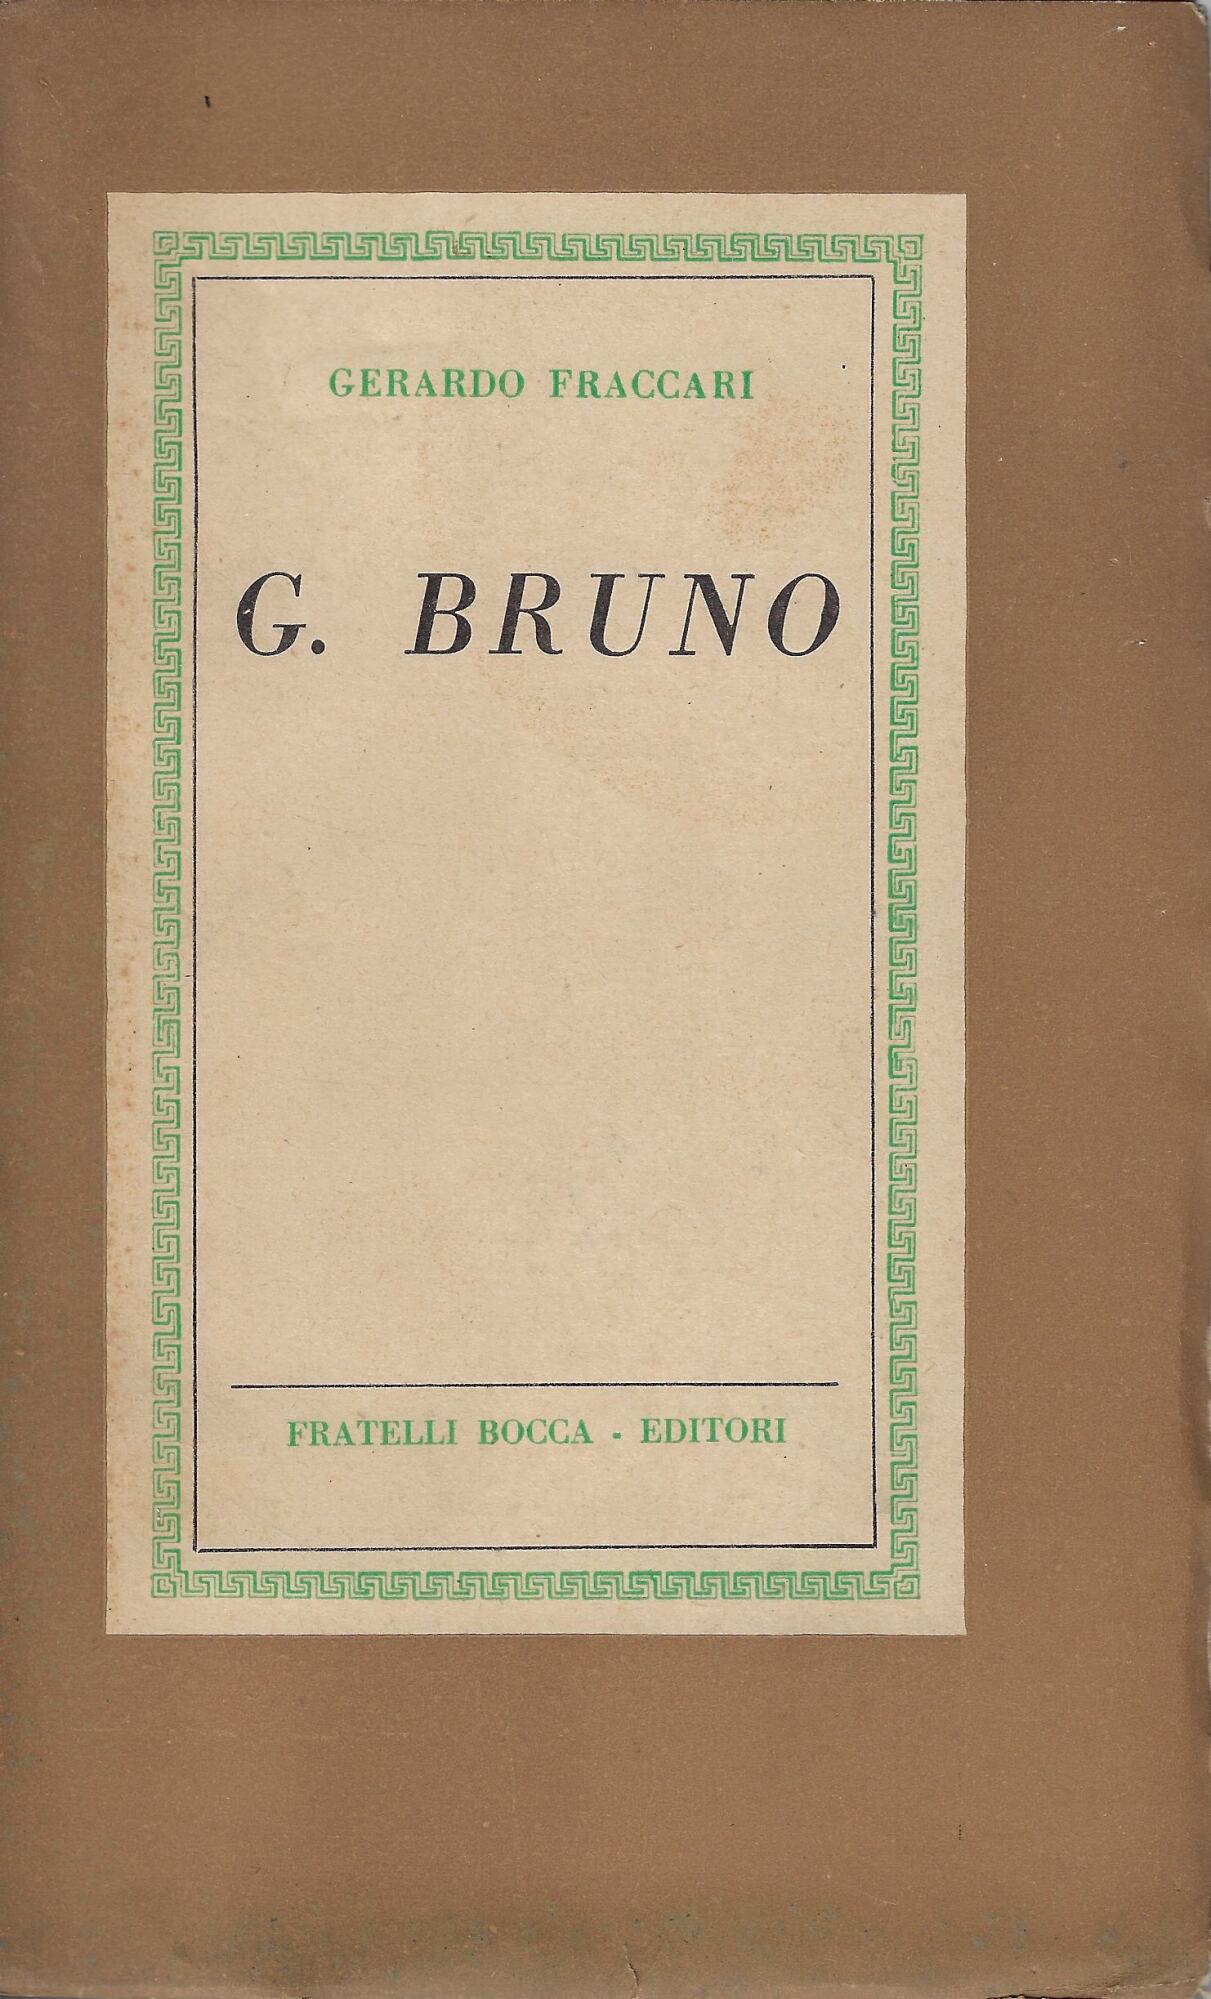 GERARDO FRACCARI
G. BRUNO
FRATELLI BOCCA - EDITORI